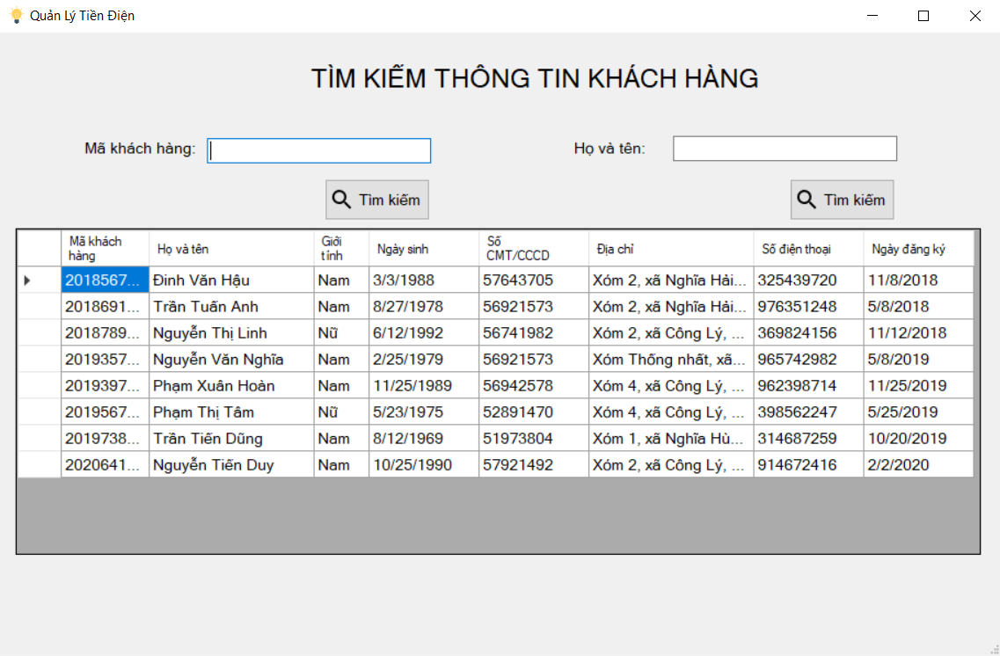 Quản Lý Tiền Điện
TÌM KIẾM THÔNG TIN KHÁCH HÀNG
Mã khách hàng: Họ và tên:
Tìm kiếm Tìm kiếm
Mã khách hàng Họ và tên Giới tính Ngày sinh Số CMT/CCCD Địa chỉ Số điện thoại Ngày đăng ký
2018567... Đinh Văn Hậu Nam 3/3/1988 57643705 Xóm 2, xã Nghĩa Hải... 325439720 11/8/2018
2018691... Trần Tuấn Anh Nam 8/27/1978 56921573 Xóm 2, xã Nghĩa Hải... 976351248 5/8/2018
2018789... Nguyễn Thị Linh Nữ 6/12/1992 56741982 Xóm 2, xã Công Lý, ... 369824156 11/12/2018
2019357... Nguyễn Văn Nghĩa Nam 2/25/1979 56921573 Xóm Thống nhất, xã... 965742982 5/8/2019
2019397... Phạm Xuân Hoàn Nam 11/25/1989 56942578 Xóm 4, xã Công Lý, ... 962398714 11/25/2019
2019567... Phạm Thị Tâm Nữ 5/23/1975 52891470 Xóm 4, xã Công Lý, ... 398562247 5/25/2019
2019738... Trần Tiến Dũng Nam 8/12/1969 51973804 Xóm 1, xã Nghĩa Hù... 314687259 10/20/2019
2020641... Nguyễn Tiến Duy Nam 10/25/1990 57921492 Xóm 2, xã Công Lý, ... 914672416 2/2/2020